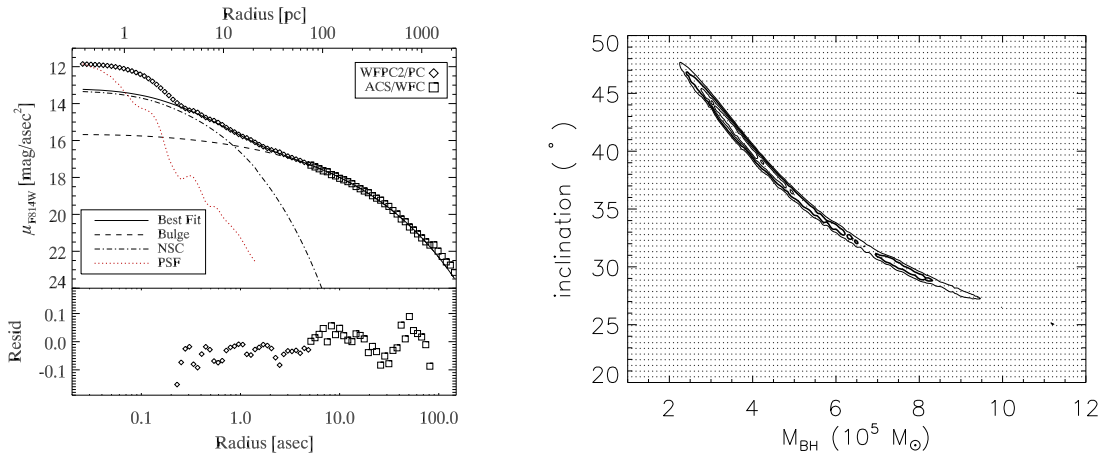 Radius [pc]
1 10 100 1000
12
14
16
18
20
22
24
μF814W [mag/asec²]
WFPC2/PC
ACS/WFC
Best Fit
Bulge
NSC
PSF
0.1
0.0
-0.1
Resid
0.1 1.0 10.0 100.0
Radius [asec]
50
45
40
35
30
25
20
inclination (°)
2 4 6 8 10 12
M_BH (10⁵ M_⊙)